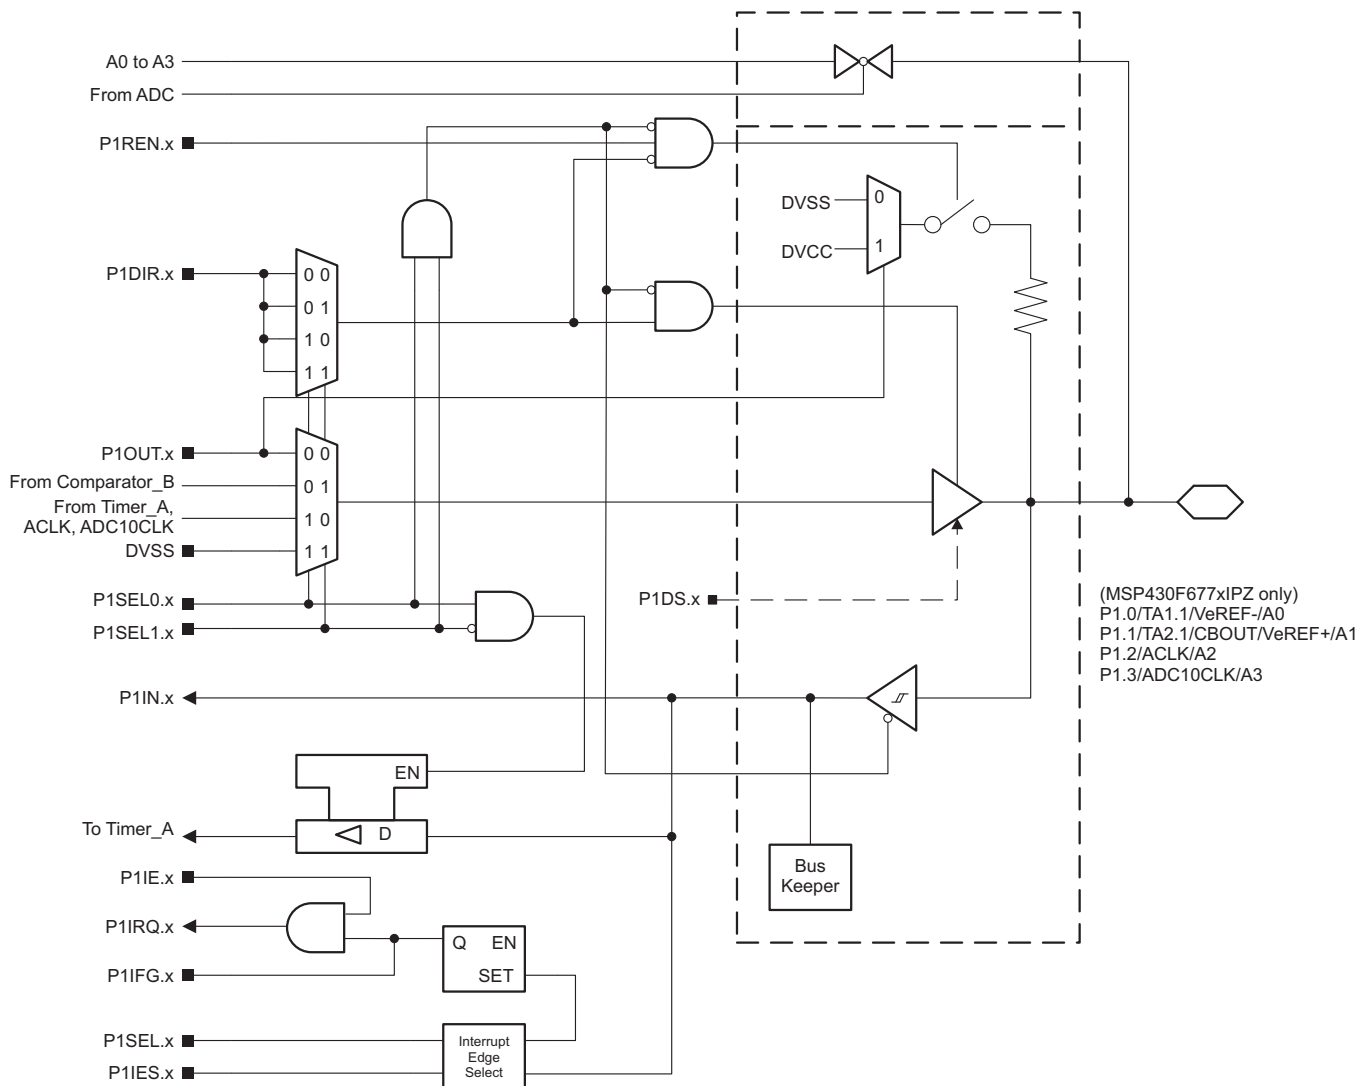 A0 to A3
From ADC
P1REN.x
DVSS
0
DVCC
1
P1DIR.x
0 0
0 1
1 0
1 1
P1OUT.x
0 0
From Comparator_B
0 1
From Timer_A,
ACLK, ADC10CLK
1 0
DVSS
1 1
P1SEL0.x
P1SEL1.x
P1DS.x
(MSP430F677xIPZ only)
P1.0/TA1.1/VeREF-/A0
P1.1/TA2.1/CBOUT/VeREF+/A1
P1.2/ACLK/A2
P1.3/ADC10CLK/A3
P1IN.x
EN
To Timer_A
D
Bus
Keeper
P1IE.x
P1IRQ.x
Q EN
SET
P1IFG.x
P1SEL.x
P1IES.x
Interrupt
Edge
Select